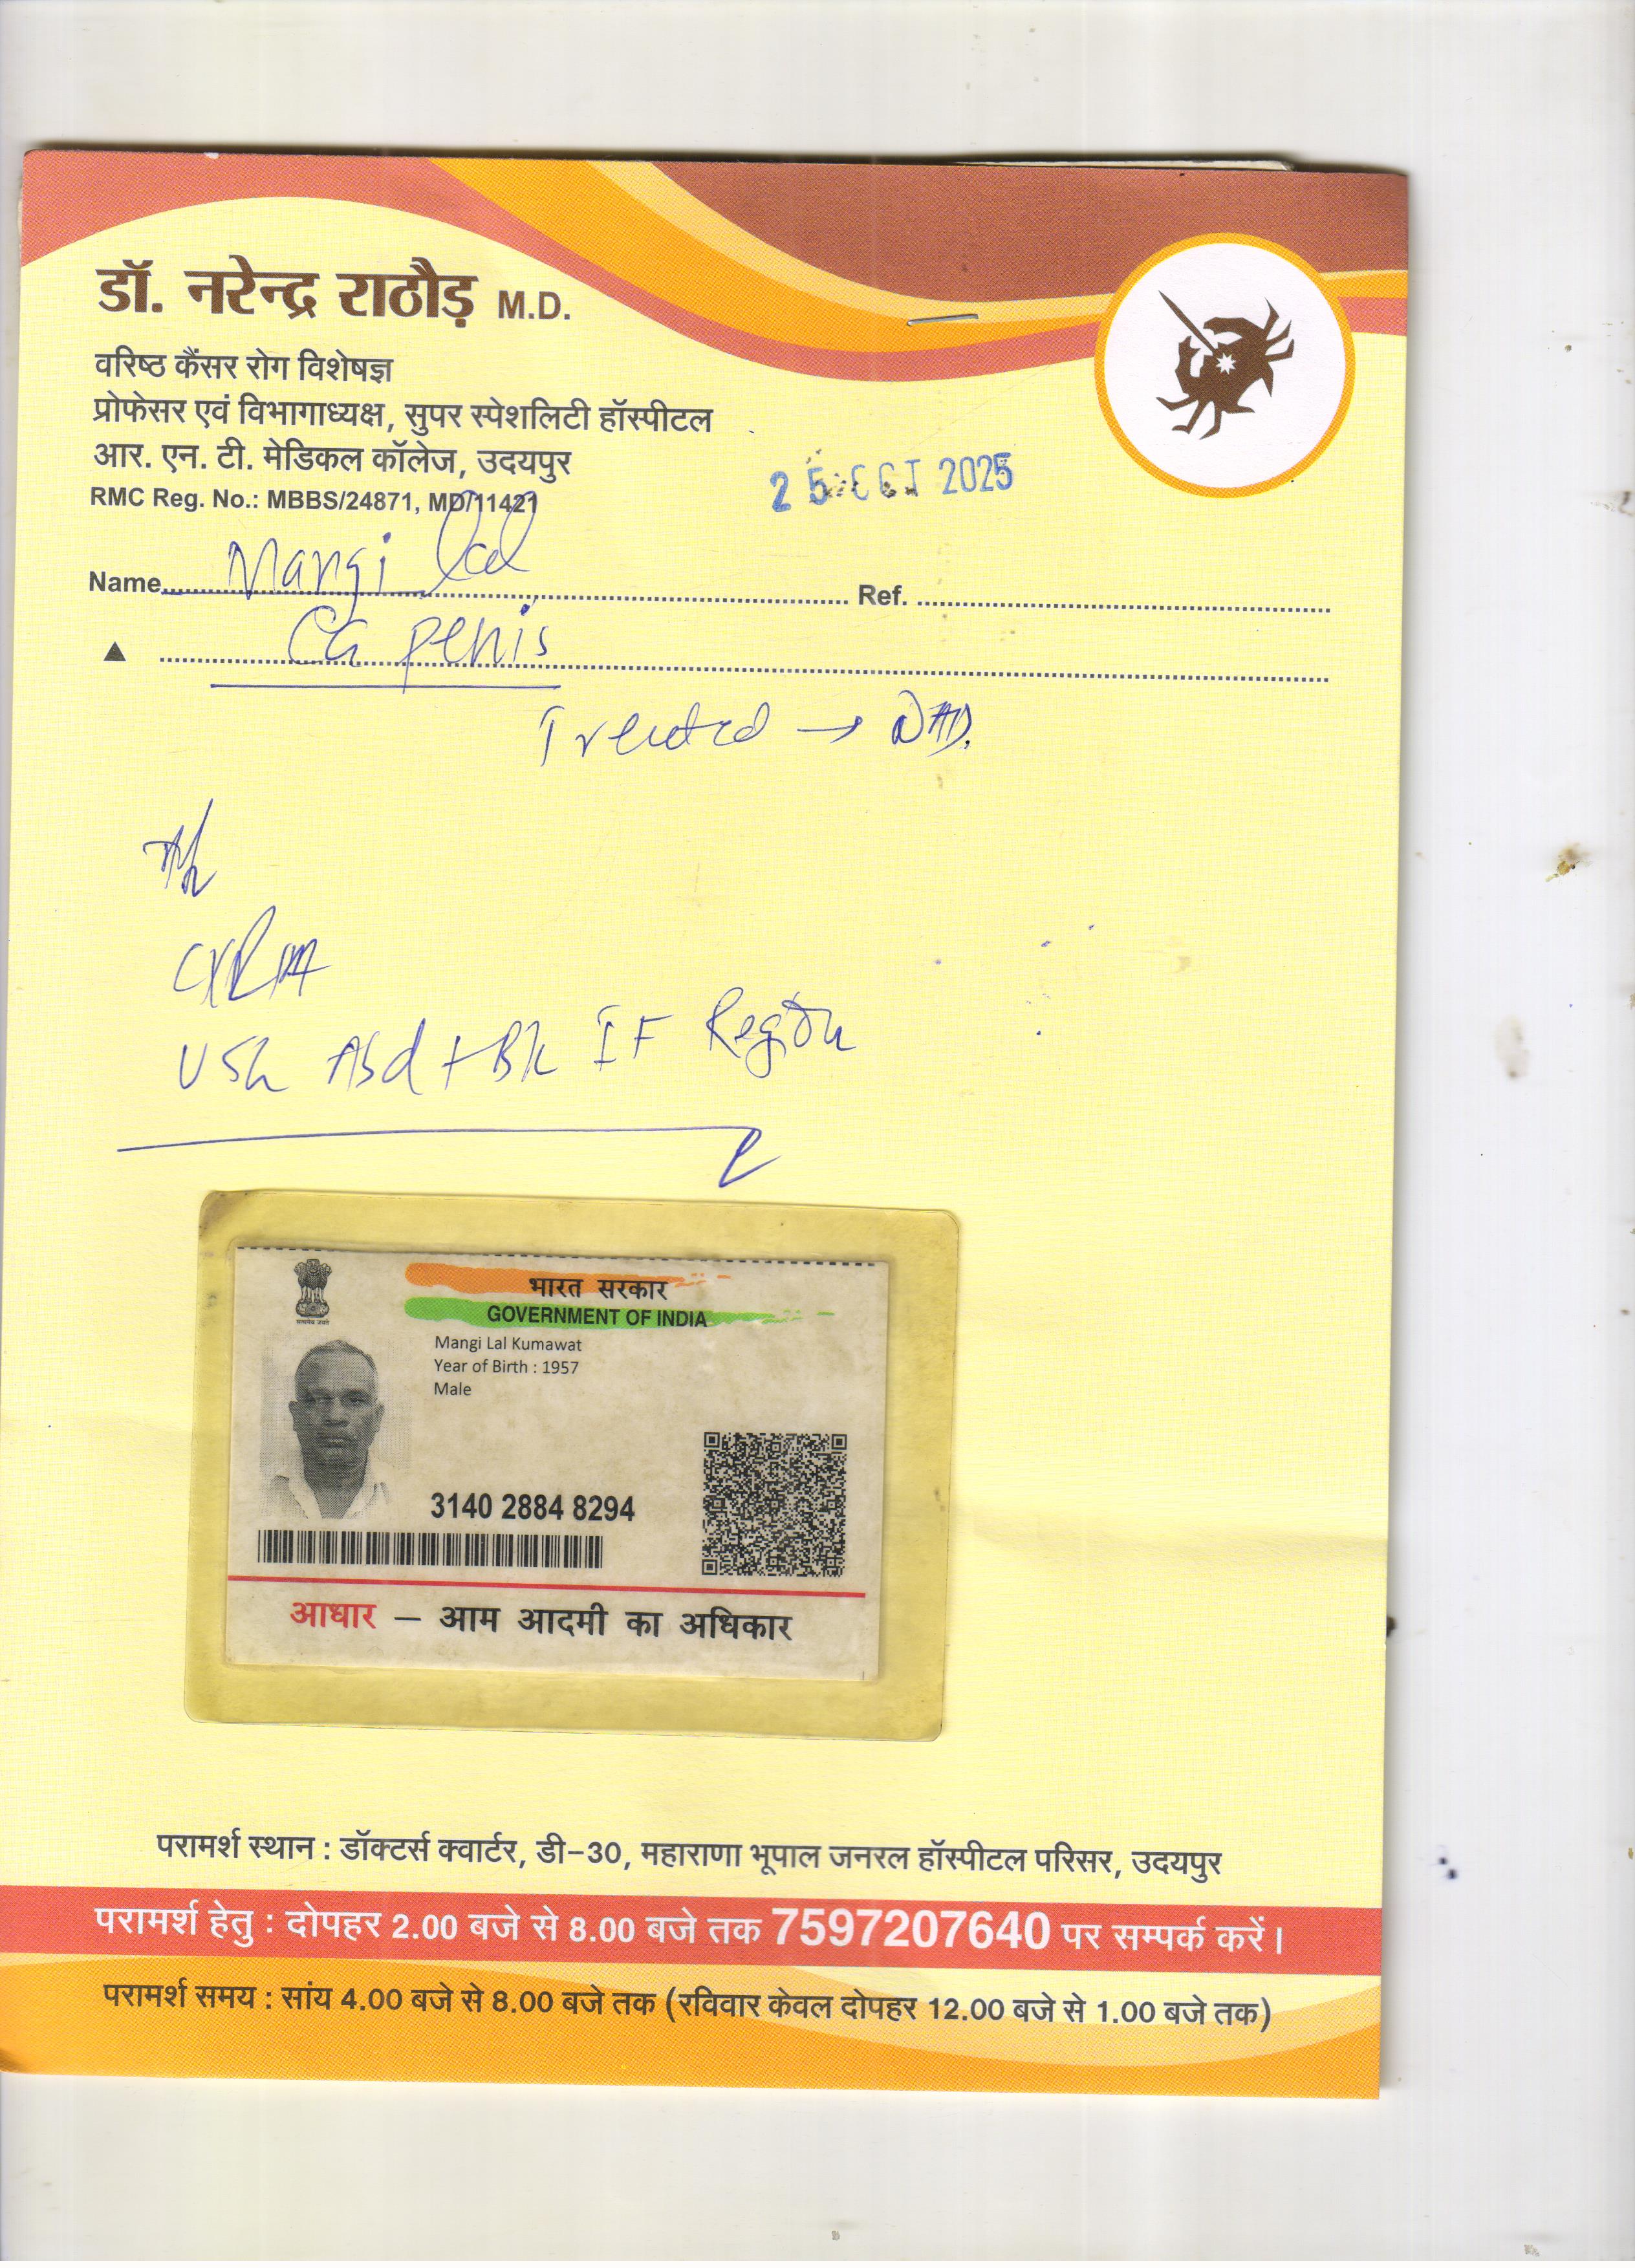 डॉ. नरेन्द्र राठौड़ M.D.
वरिष्ठ कैंसर रोग विशेषज्ञ
प्रोफेसर एवं विभागाध्यक्ष, सुपर स्पेशलिटी हॉस्पीटल
आर. एन. टी. मेडिकल कॉलेज, उदयपुर
RMC Reg. No.: MBBS/24871, MD/11421
25 OCT 2025
Name Mangi Lal Ref.
Ca Penis
Treated → NAD.
CXR PA
USG Abd + B/L IF Region
भारत सरकार
GOVERNMENT OF INDIA
Mangi Lal Kumawat
Year of Birth : 1957
Male
3140 2884 8294
आधार – आम आदमी का अधिकार
परामर्श स्थान : डॉक्टर्स क्वार्टर, डी-30, महाराणा भूपाल जनरल हॉस्पीटल परिसर, उदयपुर
परामर्श हेतु : दोपहर 2.00 बजे से 8.00 बजे तक 7597207640 पर सम्पर्क करें।
परामर्श समय : सांय 4.00 बजे से 8.00 बजे तक (रविवार केवल दोपहर 12.00 बजे से 1.00 बजे तक)